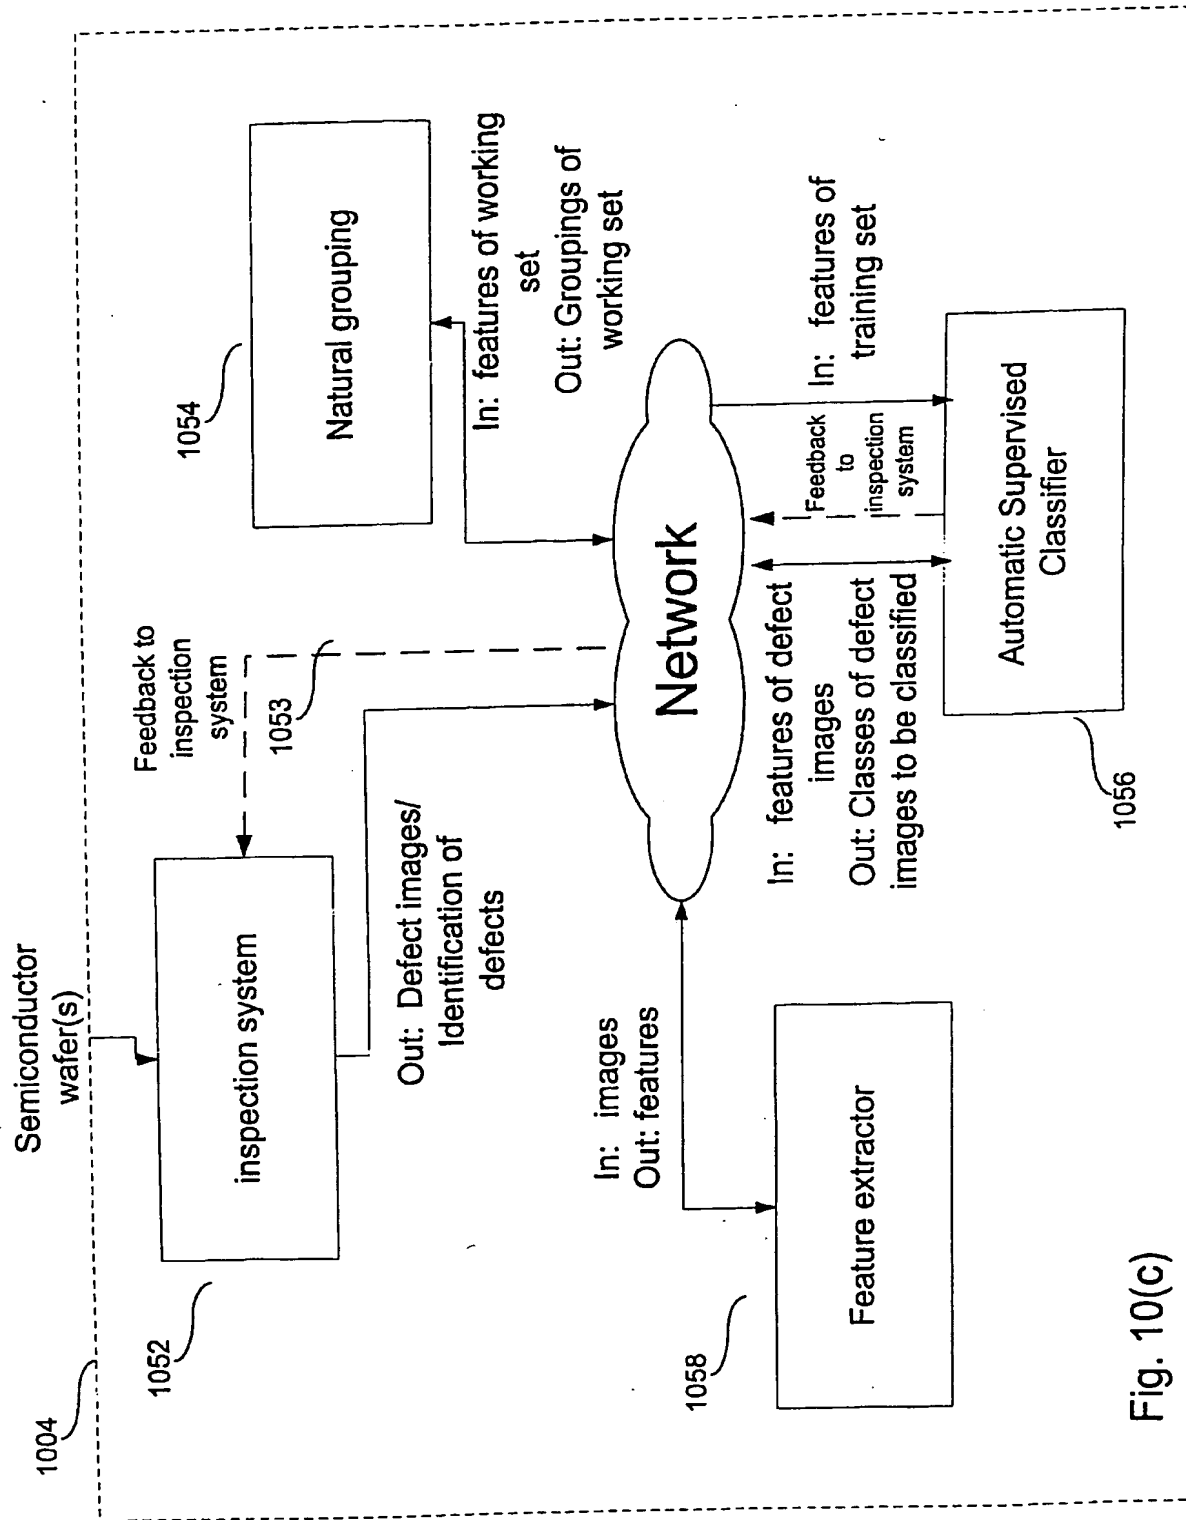 Semiconductor
wafer(s)
1004
1052
inspection system
Feedback to
inspection
system
1053
Out: Defect images/
Identification of
defects
1054
Natural grouping
In: features of working
set
Out: Groupings of
working set
Network
In: images
Out: features
1058
Feature extractor
In: features of defect
images
Out: Classes of defect
images to be classified
Feedback
to
inspection
system
In: features of
training set
Automatic Supervised
Classifier
1056
Fig. 10(c)